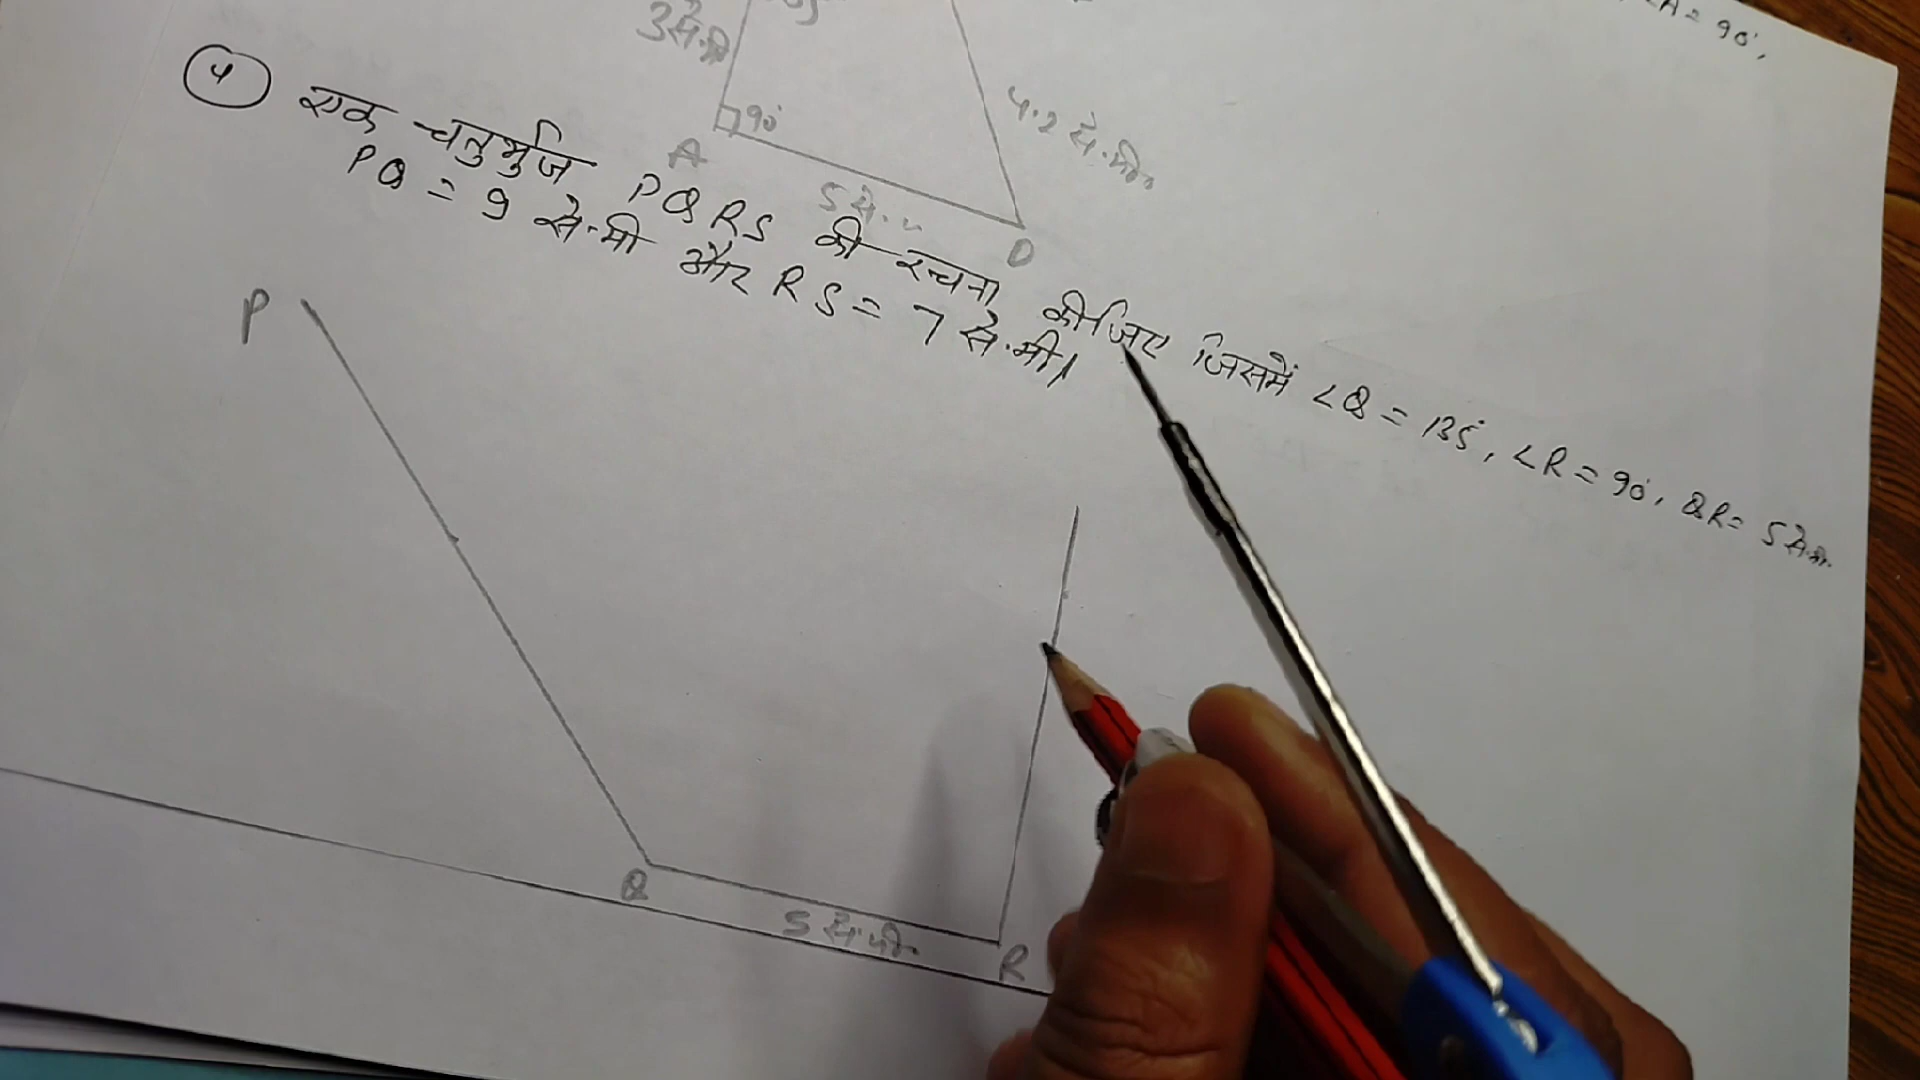 ∠A = 90°,
3 से.मी
90°
4.2 से.मी.
A
5 से.
D
4 एक चतुर्भुज PQRS की रचना कीजिए जिसमें ∠Q = 135°, ∠R = 90°, QR = 5 से.मी.
PQ = 9 से.मी और RS = 7 से.मी।
P
Q
5 से.मी.
R